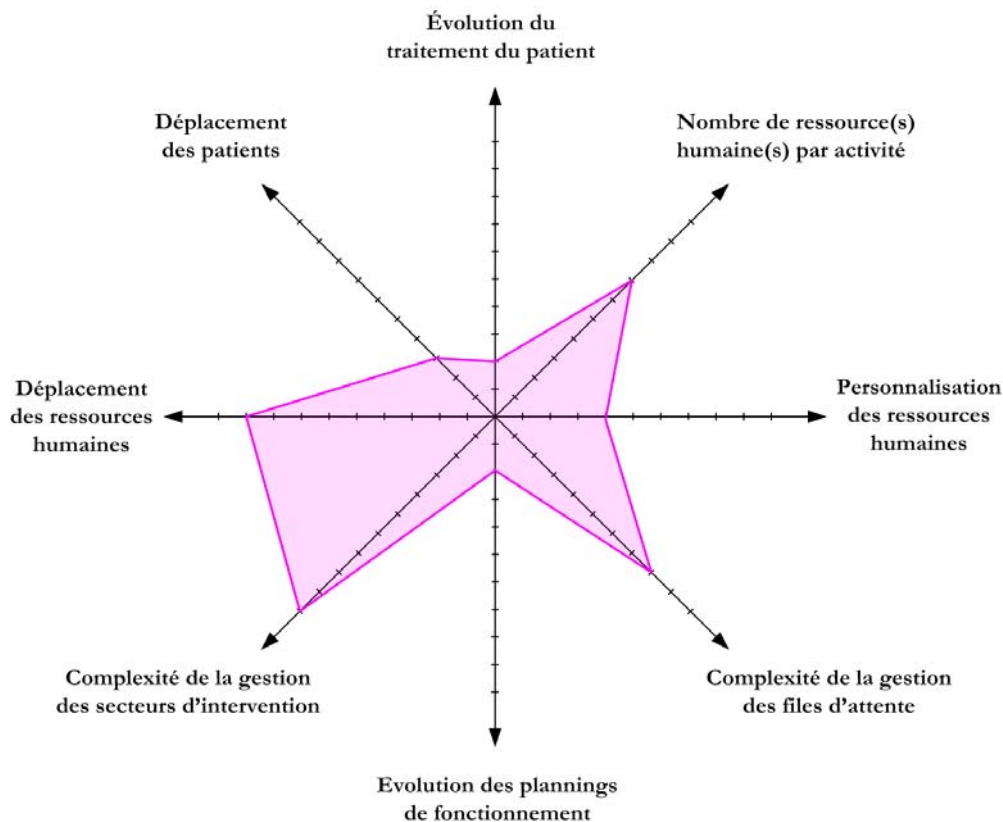 Évolution du
traitement du patient
Déplacement
des patients
Nombre de ressource(s)
humaine(s) par activité
Déplacement
des ressources
humaines
Personnalisation
des ressources
humaines
Complexité de la gestion
des secteurs d'intervention
Complexité de la gestion
des files d'attente
Evolution des plannings
de fonctionnement